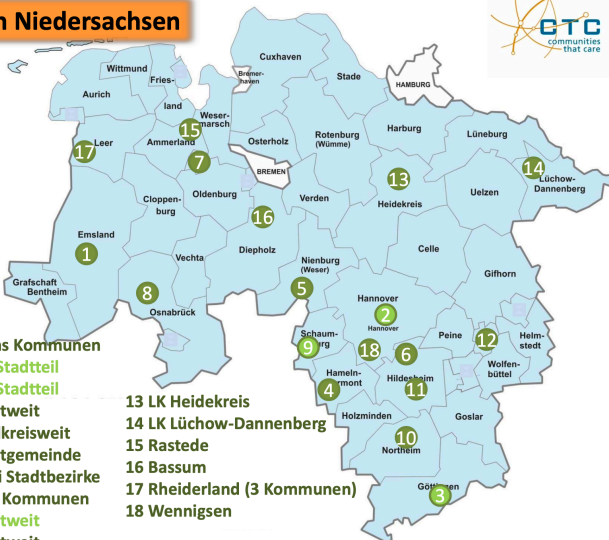 n Niedersachsen
CTC
communities
that care
Cuxhaven
Wittmund
Fries-
land
Bremer-
haven
Stade
HAMBURG
Aurich
Weser-
marsch
15
Harburg
Lüneburg
17 Leer
Ammerland
Osterholz
Rotenburg
(Wümme)
7
BREMEN
13
14
Lüchow-
Dannenberg
Oldenburg
Verden
Heidekreis
Uelzen
Cloppen-
burg
16
Emsland
1
Vechta
Diepholz
Celle
Nienburg
(Weser)
Gifhorn
Grafschaft
Bentheim
8
5
Osnabrück
Hannover
2
Hannover
Schaum-
burg
9
Peine
12
Helm-
stedt
18
6
Wolfen-
büttel
Hameln-
Pyrmont
4
Hildesheim
11
Holzminden
Goslar
10
Northeim
Göttingen
3
as Kommunen
Stadtteil
Stadtteil
tweit
kreisweit
tgemeinde
i Stadtbezirke
Kommunen
tweit
13 LK Heidekreis
14 LK Lüchow-Dannenberg
15 Rastede
16 Bassum
17 Rheiderland (3 Kommunen)
18 Wennigsen